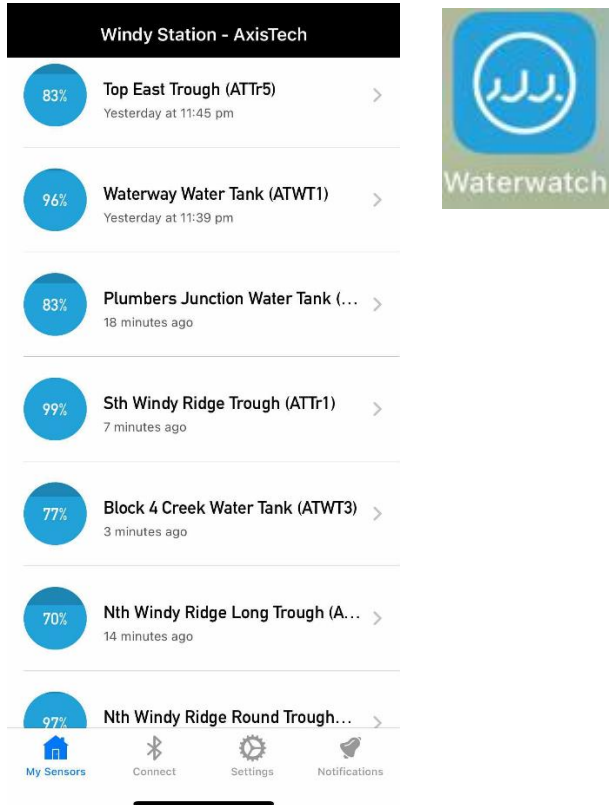 Windy Station - AxisTech
83%
Top East Trough (ATTr5)
Yesterday at 11:45 pm
96%
Waterway Water Tank (ATWT1)
Yesterday at 11:39 pm
83%
Plumbers Junction Water Tank (...
18 minutes ago
99%
Sth Windy Ridge Trough (ATTr1)
7 minutes ago
77%
Block 4 Creek Water Tank (ATWT3)
3 minutes ago
70%
Nth Windy Ridge Long Trough (A...
14 minutes ago
97%
Nth Windy Ridge Round Trough...
My Sensors
Connect
Settings
Notifications
Waterwatch